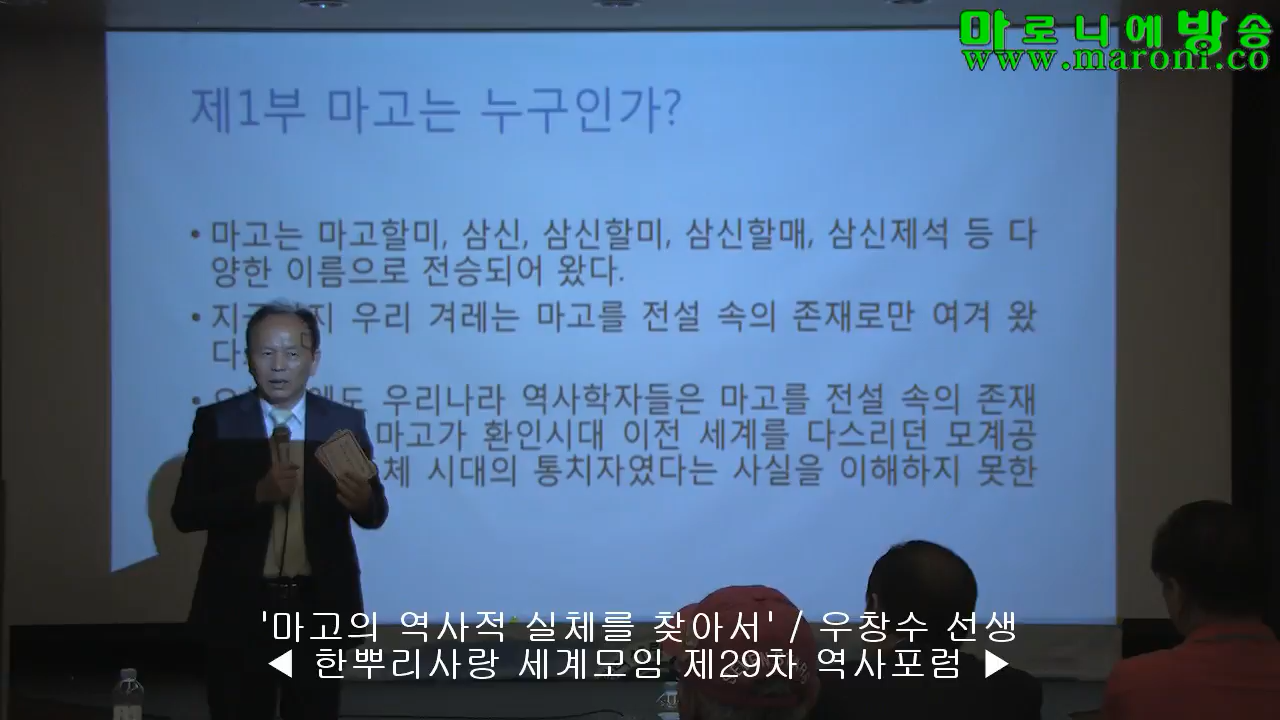 마로니에방송
www.maroni.co
제1부 마고는 누구인가?
• 마고는 마고할미, 삼신, 삼신할미, 삼신할매, 삼신제석 등 다
양한 이름으로 전승되어 왔다.
• 우리 겨레는 마고를 전설 속의 존재로만 여겨 왔
다.
• 우리나라 역사학자들은 마고를 전설 속의 존재
마고가 환인시대 이전 세계를 다스리던 모계공
체 시대의 통치자였다는 사실을 이해하지 못한
'마고의 역사적 실체를 찾아서' / 우창수 선생
◀ 한뿌리사랑 세계모임 제29차 역사포럼 ▶